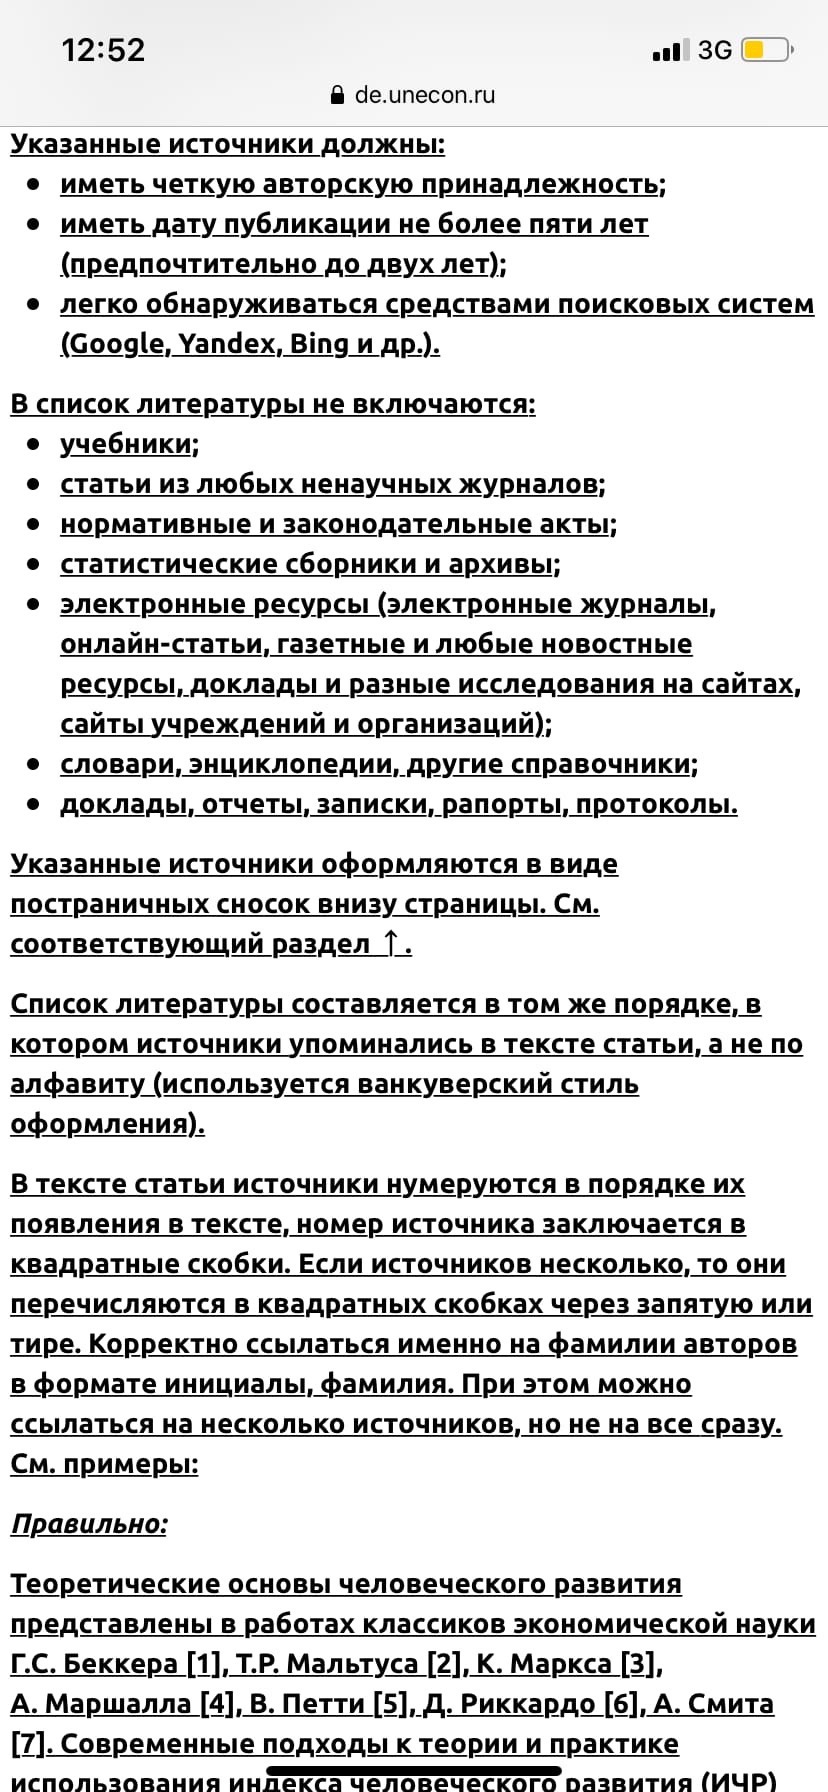 12:52
3G
de.unecon.ru
Указанные источники должны:
• иметь четкую авторскую принадлежность;
• иметь дату публикации не более пяти лет
(предпочтительно до двух лет);
• легко обнаруживаться средствами поисковых систем
(Google, Yandex, Bing и др.).
В список литературы не включаются:
• учебники;
• статьи из любых ненаучных журналов;
• нормативные и законодательные акты;
• статистические сборники и архивы;
• электронные ресурсы (электронные журналы,
онлайн-статьи, газетные и любые новостные
ресурсы, доклады и разные исследования на сайтах,
сайты учреждений и организаций);
• словари, энциклопедии, другие справочники;
• доклады, отчеты, записки, рапорты, протоколы.
Указанные источники оформляются в виде
постраничных сносок внизу страницы. См.
соответствующий раздел ↑.
Список литературы составляется в том же порядке, в
котором источники упоминались в тексте статьи, а не по
алфавиту (используется ванкуверский стиль
оформления).
В тексте статьи источники нумеруются в порядке их
появления в тексте, номер источника заключается в
квадратные скобки. Если источников несколько, то они
перечисляются в квадратных скобках через запятую или
тире. Корректно ссылаться именно на фамилии авторов
в формате инициалы, фамилия. При этом можно
ссылаться на несколько источников, но не на все сразу.
См. примеры:
Правильно:
Теоретические основы человеческого развития
представлены в работах классиков экономической науки
Г.С. Беккера [1], Т.Р. Мальтуса [2], К. Маркса [3],
А. Маршалла [4], В. Петти [5], Д. Риккардо [6], А. Смита
[7]. Современные подходы к теории и практике
использования индекса человеческого развития (ИЧР)